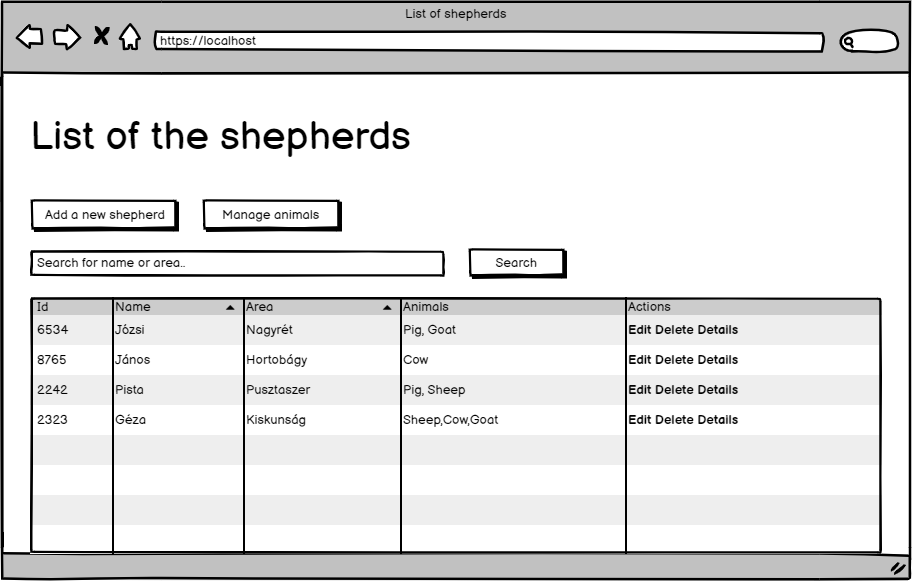 List of shepherds
https://localhost
List of the shepherds
Add a new shepherd Manage animals
Search for name or area.. Search
Id Name Area Animals Actions
6534 Józsi Nagyrét Pig, Goat Edit Delete Details
8765 János Hortobágy Cow Edit Delete Details
2242 Pista Pusztaszer Pig, Sheep Edit Delete Details
2323 Géza Kiskunság Sheep,Cow,Goat Edit Delete Details